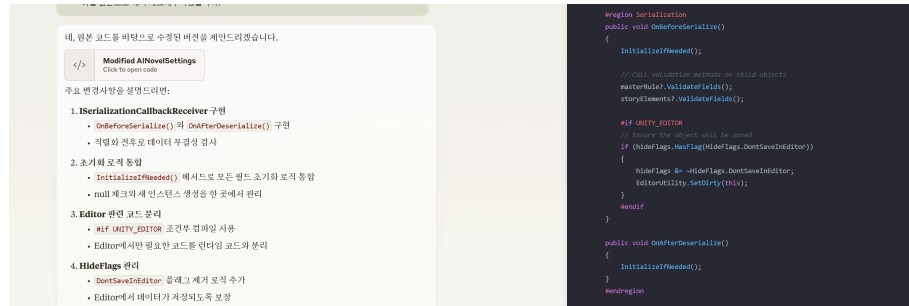 네, 원본 코드를 바탕으로 수정된 버전을 제안드리겠습니다.
</>
Modified AINovelSettings
Click to open code
주요 변경사항을 설명드리면:
1. ISerializationCallbackReceiver 구현
• OnBeforeSerialize() 와 OnAfterDeserialize() 구현
• 직렬화 전후로 데이터 무결성 검사
2. 초기화 로직 통합
• InitializeIfNeeded() 메서드로 모든 필드 초기화 로직 통합
• null 체크와 새 인스턴스 생성을 한 곳에서 관리
3. Editor 관련 코드 분리
• #if UNITY_EDITOR 조건부 컴파일 사용
• Editor에서만 필요한 코드를 런타임 코드와 분리
4. HideFlags 관리
• DontSaveInEditor 플래그 제거 로직 추가
• Editor에서 데이터가 저장되도록 보장
#region Serialization
public void OnBeforeSerialize()
{
InitializeIfNeeded();
// Call validation methods on child objects
masterRule?.ValidateFields();
storyElements?.ValidateFields();
#if UNITY_EDITOR
// Ensure the object will be saved
if (hideFlags.HasFlag(HideFlags.DontSaveInEditor))
{
hideFlags &= ~HideFlags.DontSaveInEditor;
EditorUtility.SetDirty(this);
}
#endif
}
public void OnAfterDeserialize()
{
InitializeIfNeeded();
}
#endregion